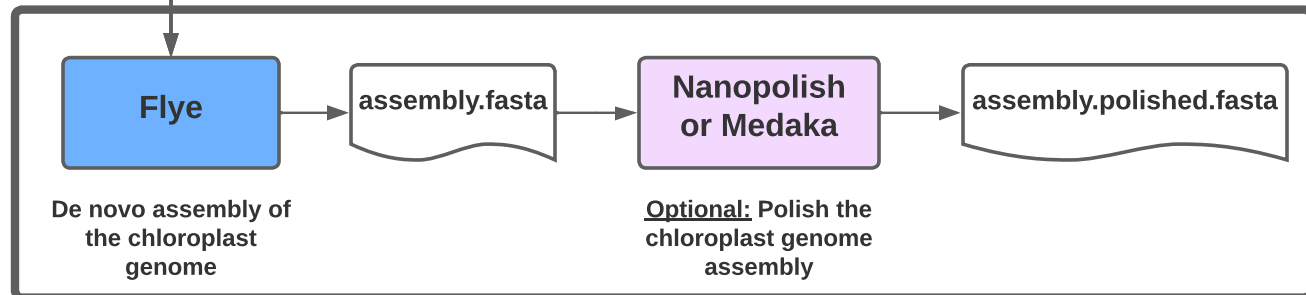 Flye
assembly.fasta
Nanopolish
or Medaka
assembly.polished.fasta
De novo assembly of
the chloroplast
genome
Optional: Polish the
chloroplast genome
assembly